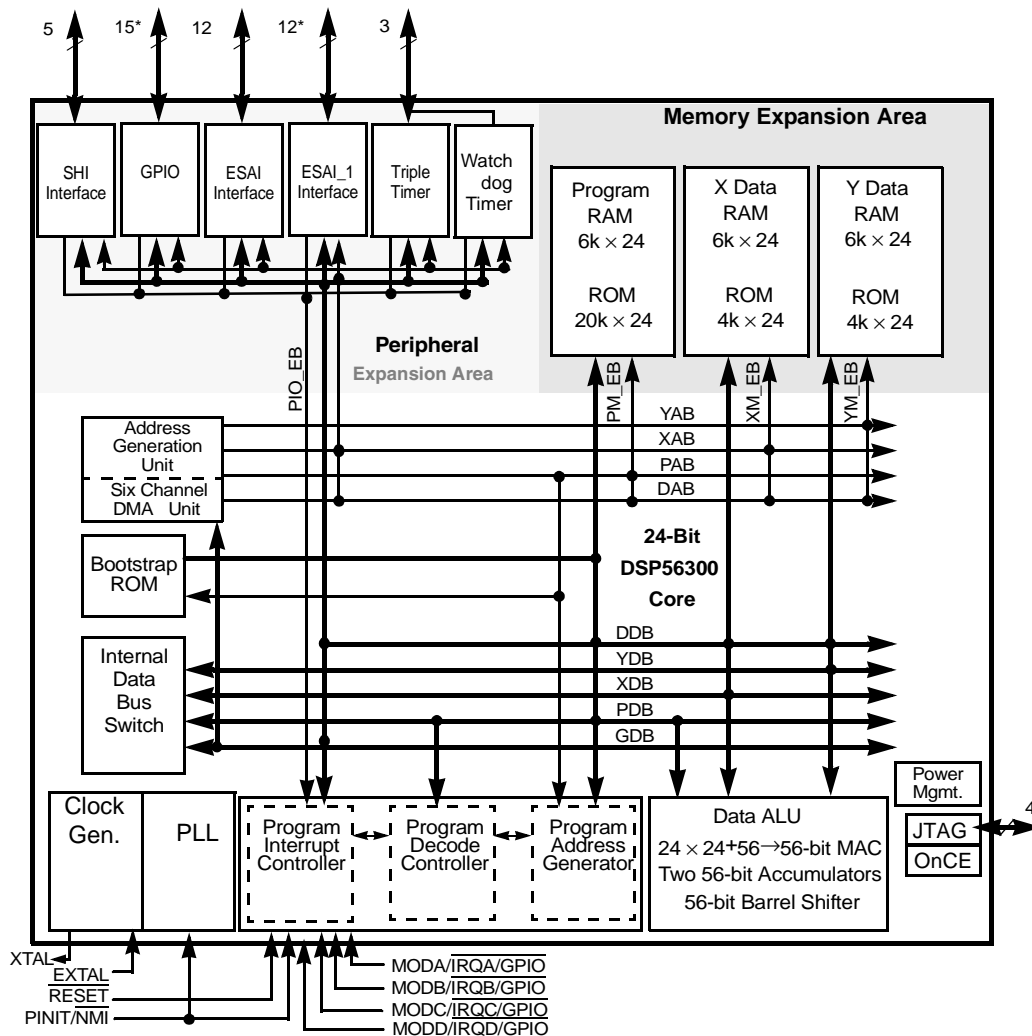 5
15*
12
12*
3
Memory Expansion Area
SHI
Interface
GPIO
ESAI
Interface
ESAI_1
Interface
Triple
Timer
Watch
dog
Timer
Program
RAM
6k × 24
ROM
20k × 24
X Data
RAM
6k × 24
ROM
4k × 24
Y Data
RAM
6k × 24
ROM
4k × 24
Peripheral
Expansion Area
PIO_EB
PM_EB
XM_EB
YM_EB
Address
Generation
Unit
Six Channel
DMA Unit
YAB
XAB
PAB
DAB
Bootstrap
ROM
24-Bit
DSP56300
Core
Internal
Data
Bus
Switch
DDB
YDB
XDB
PDB
GDB
Clock
Gen.
PLL
Program
Interrupt
Controller
Program
Decode
Controller
Program
Address
Generator
Data ALU
24 × 24+56→56-bit MAC
Two 56-bit Accumulators
56-bit Barrel Shifter
Power
Mgmt.
JTAG
OnCE
4
XTAL
EXTAL
RESET
PINIT/NMI
MODA/IRQA/GPIO
MODB/IRQB/GPIO
MODC/IRQC/GPIO
MODD/IRQD/GPIO